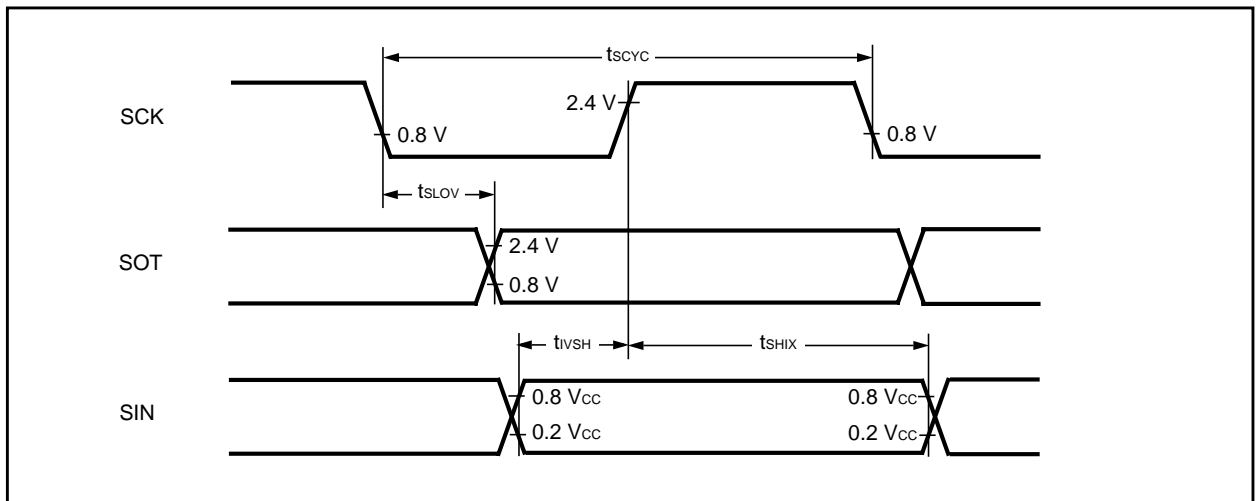 tSCYC
SCK
2.4 V
0.8 V
0.8 V
tSLOV
SOT
2.4 V
0.8 V
tIVSH
tSHIX
SIN
0.8 VCC
0.8 VCC
0.2 VCC
0.2 VCC